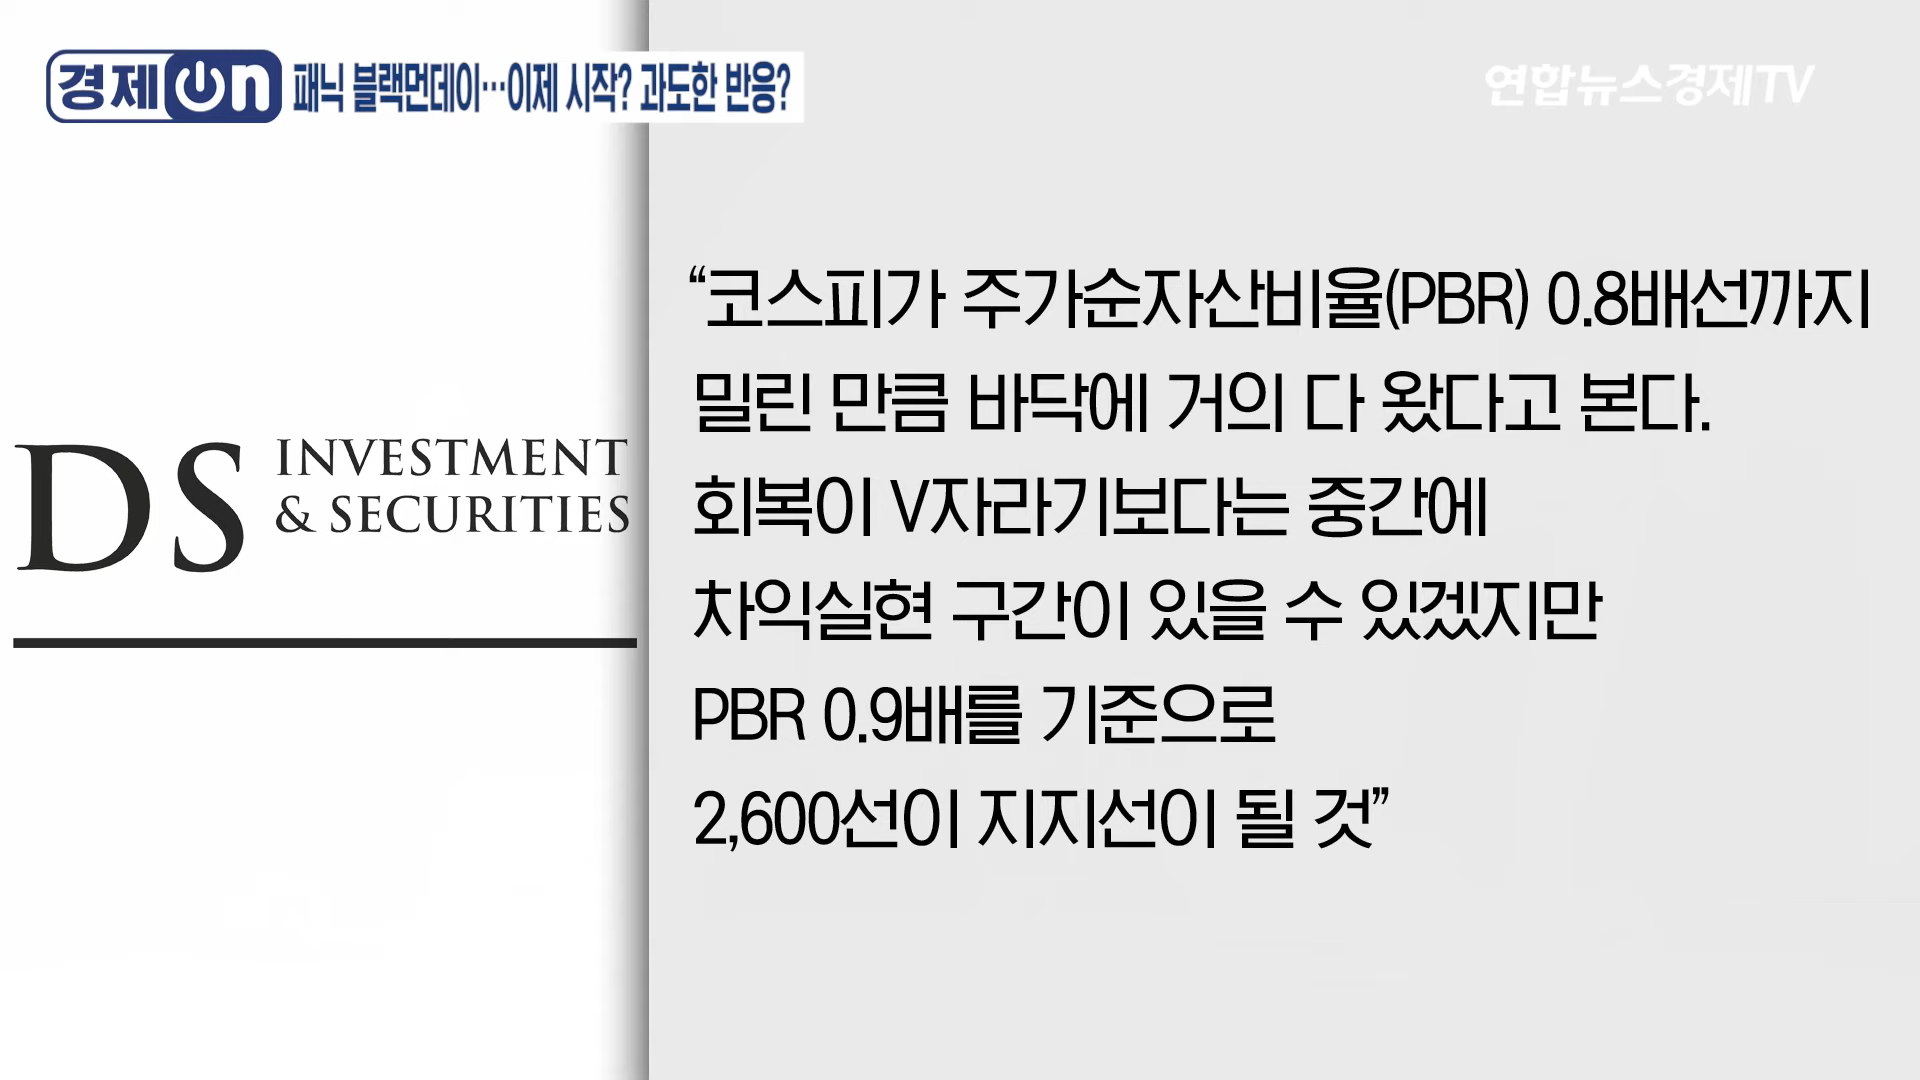 경제On 패닉 블랙먼데이…이제 시작? 과도한 반응?
연합뉴스경제TV
DS INVESTMENT
& SECURITIES
“코스피가 주가순자산비율(PBR) 0.8배선까지
밀린 만큼 바닥에 거의 다 왔다고 본다.
회복이 V자라기보다는 중간에
차익실현 구간이 있을 수 있겠지만
PBR 0.9배를 기준으로
2,600선이 지지선이 될 것”